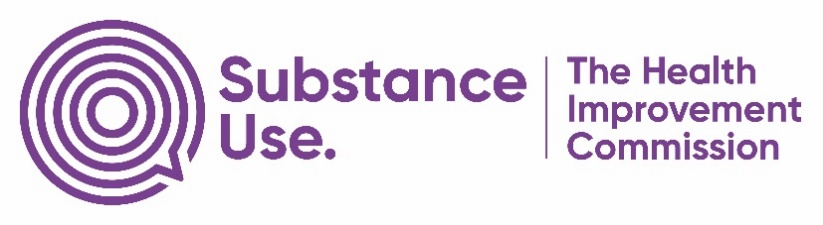 Substance
Use.
The Health
Improvement
Commission